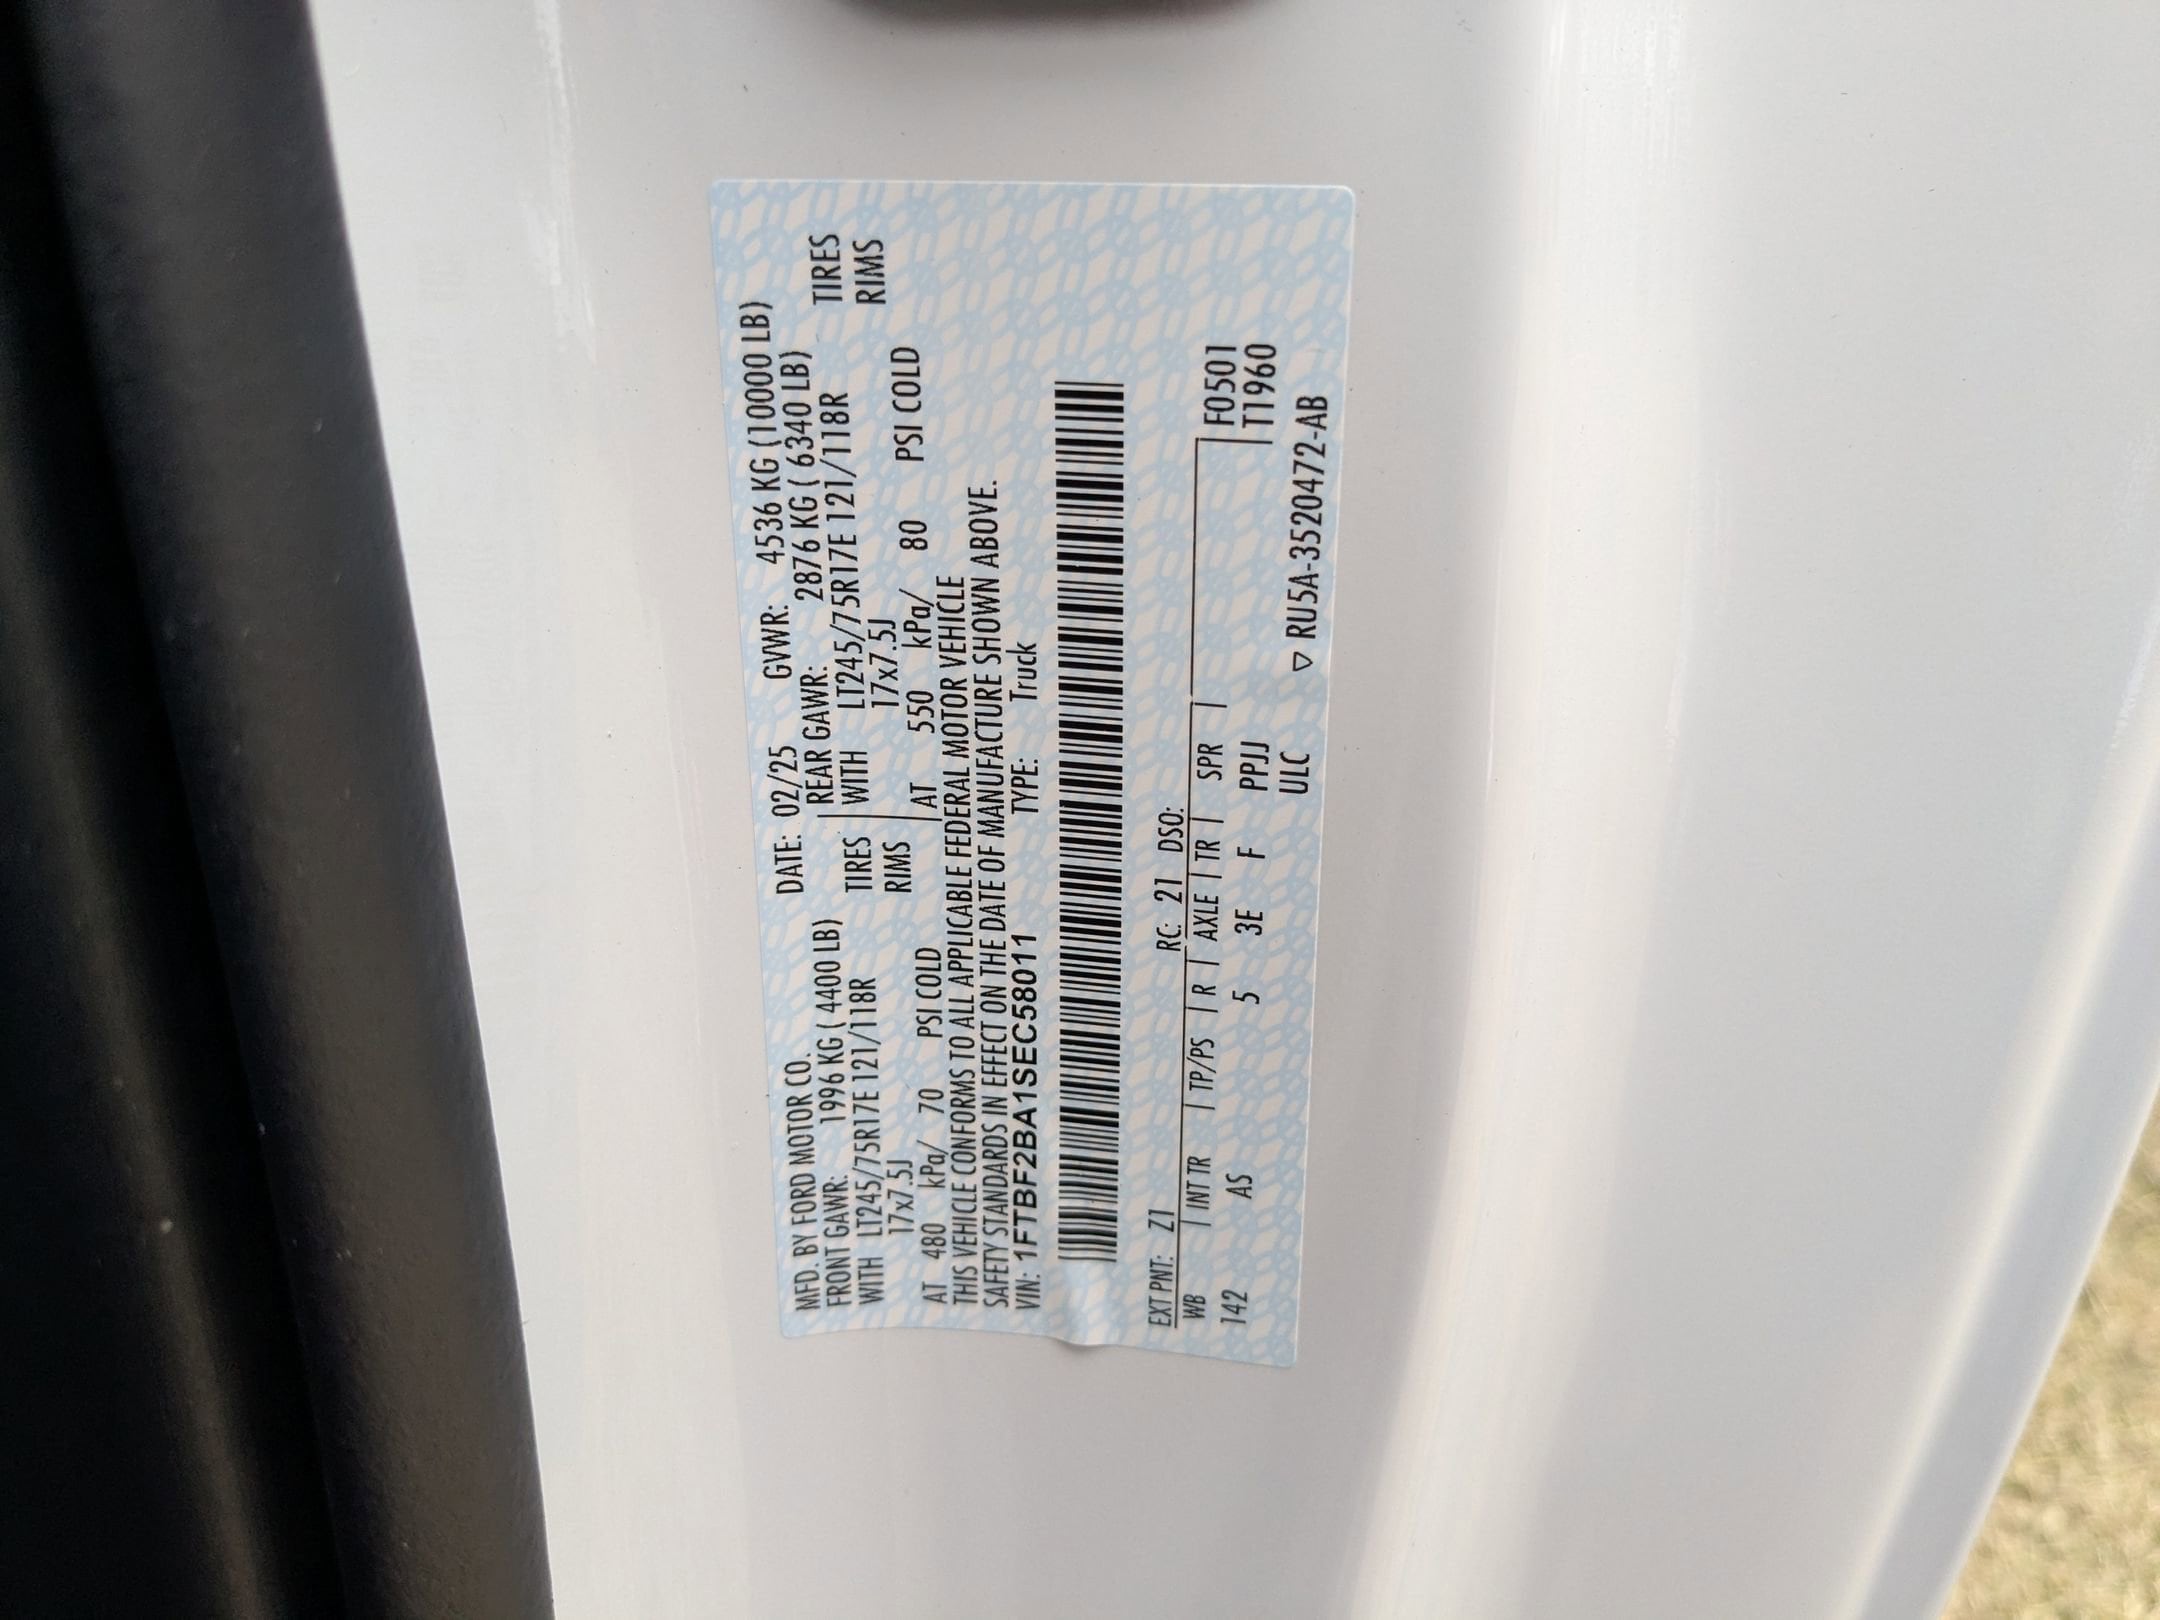 MFD. BY FORD MOTOR CO.
DATE: 02/25 GVWR: 4536 KG (10000 LB)
FRONT GAWR: 1996 KG ( 4400 LB)
WITH LT245/75R17E 121/118R TIRES
17x7.5J RIMS
AT 480 kPa/ 70 PSI COLD
REAR GAWR: 2876 KG ( 6340 LB)
WITH LT245/75R17E 121/118R TIRES
17x7.5J RIMS
AT 550 kPa/ 80 PSI COLD
THIS VEHICLE CONFORMS TO ALL APPLICABLE FEDERAL MOTOR VEHICLE
SAFETY STANDARDS IN EFFECT ON THE DATE OF MANUFACTURE SHOWN ABOVE.
VIN: 1FTBF2BA1SEC58011 TYPE: Truck
EXT PNT: Z1 RC: 21 DSO:
WB | INT TR | TP/PS | R | AXLE | TR | SPR | F0501
142 AS 5 3E F PPJJ T1960
ULC ▽ RU5A-3520472-AB